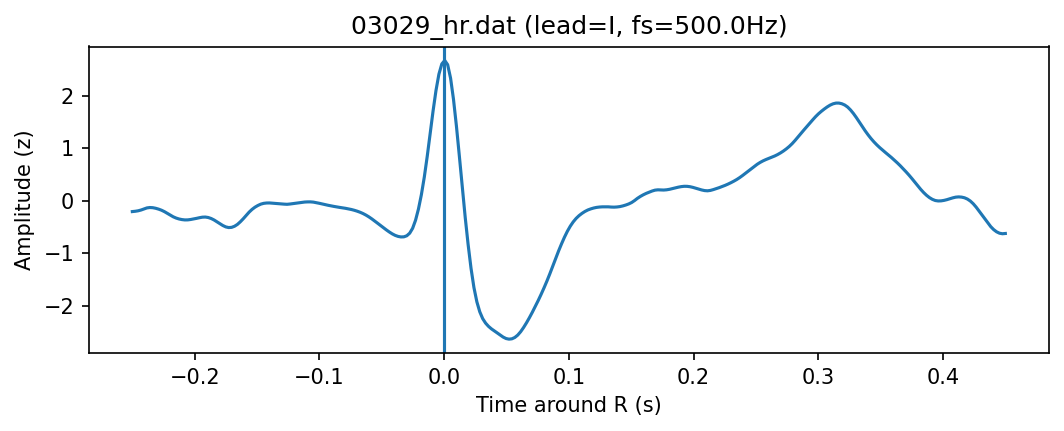 03029_hr.dat (lead=I, fs=500.0Hz)
Amplitude (z)
2
1
0
−1
−2
−0.2 −0.1 0.0 0.1 0.2 0.3 0.4
Time around R (s)